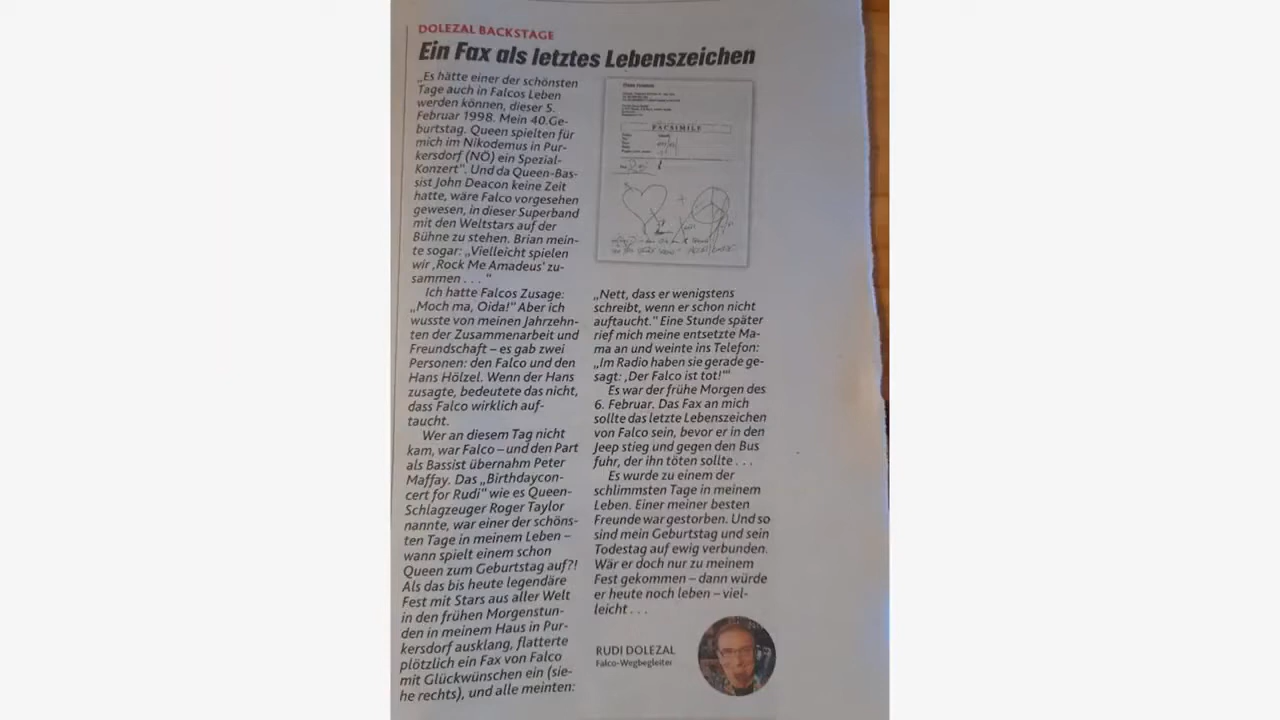 DOLEZAL BACKSTAGE
Ein Fax als letztes Lebenszeichen
„Es hätte einer der schönsten
Tage auch in Falcos Leben
werden können, dieser 5.
Februar 1998. Mein 40.Ge-
burtstag. Queen spielten für
mich im Nikodemus in Pur-
kersdorf (NÖ) ein Spezial-
Konzert“. Und da Queen-Bas-
sist John Deacon keine Zeit
hatte, wäre Falco vorgesehen
gewesen, in dieser Superband
mit den Weltstars auf der
Bühne zu stehen. Brian mein-
te sogar: „Vielleicht spielen
wir ‚Rock Me Amadeus‘ zu-
sammen . . . “
Ich hatte Falcos Zusage:
„Moch ma, Oida!“ Aber ich
wusste von meinen Jahrzehn-
ten der Zusammenarbeit und
Freundschaft – es gab zwei
Personen: den Falco und den
Hans Hölzel. Wenn der Hans
zusagte, bedeutete das nicht,
dass Falco wirklich auf-
taucht.
Wer an diesem Tag nicht
kam, war Falco – und den Part
als Bassist übernahm Peter
Maffay. Das „Birthdaycon-
cert for Rudi“ wie es Queen-
Schlagzeuger Roger Taylor
nannte, war einer der schöns-
ten Tage in meinem Leben –
wann spielt einem schon
Queen zum Geburtstag auf?!
Als das bis heute legendäre
Fest mit Stars aus aller Welt
in den frühen Morgenstun-
den in meinem Haus in Pur-
kersdorf ausklang, flatterte
plötzlich ein Fax von Falco
mit Glückwünschen ein (sie-
he rechts), und alle meinten:
FACSIMILE
„Nett, dass er wenigstens
schreibt, wenn er schon nicht
auftaucht.“ Eine Stunde später
rief mich meine entsetzte Ma-
ma an und weinte ins Telefon:
„Im Radio haben sie gerade ge-
sagt: ‚Der Falco ist tot!‘“
Es war der frühe Morgen des
6. Februar. Das Fax an mich
sollte das letzte Lebenszeichen
von Falco sein, bevor er in den
Jeep stieg und gegen den Bus
fuhr, der ihn töten sollte . . .
Es wurde zu einem der
schlimmsten Tage in meinem
Leben. Einer meiner besten
Freunde war gestorben. Und so
sind mein Geburtstag und sein
Todestag auf ewig verbunden.
Wär er doch nur zu meinem
Fest gekommen – dann würde
er heute noch leben – viel-
leicht . . .
RUDI DOLEZAL
Falco-Wegbegleiter